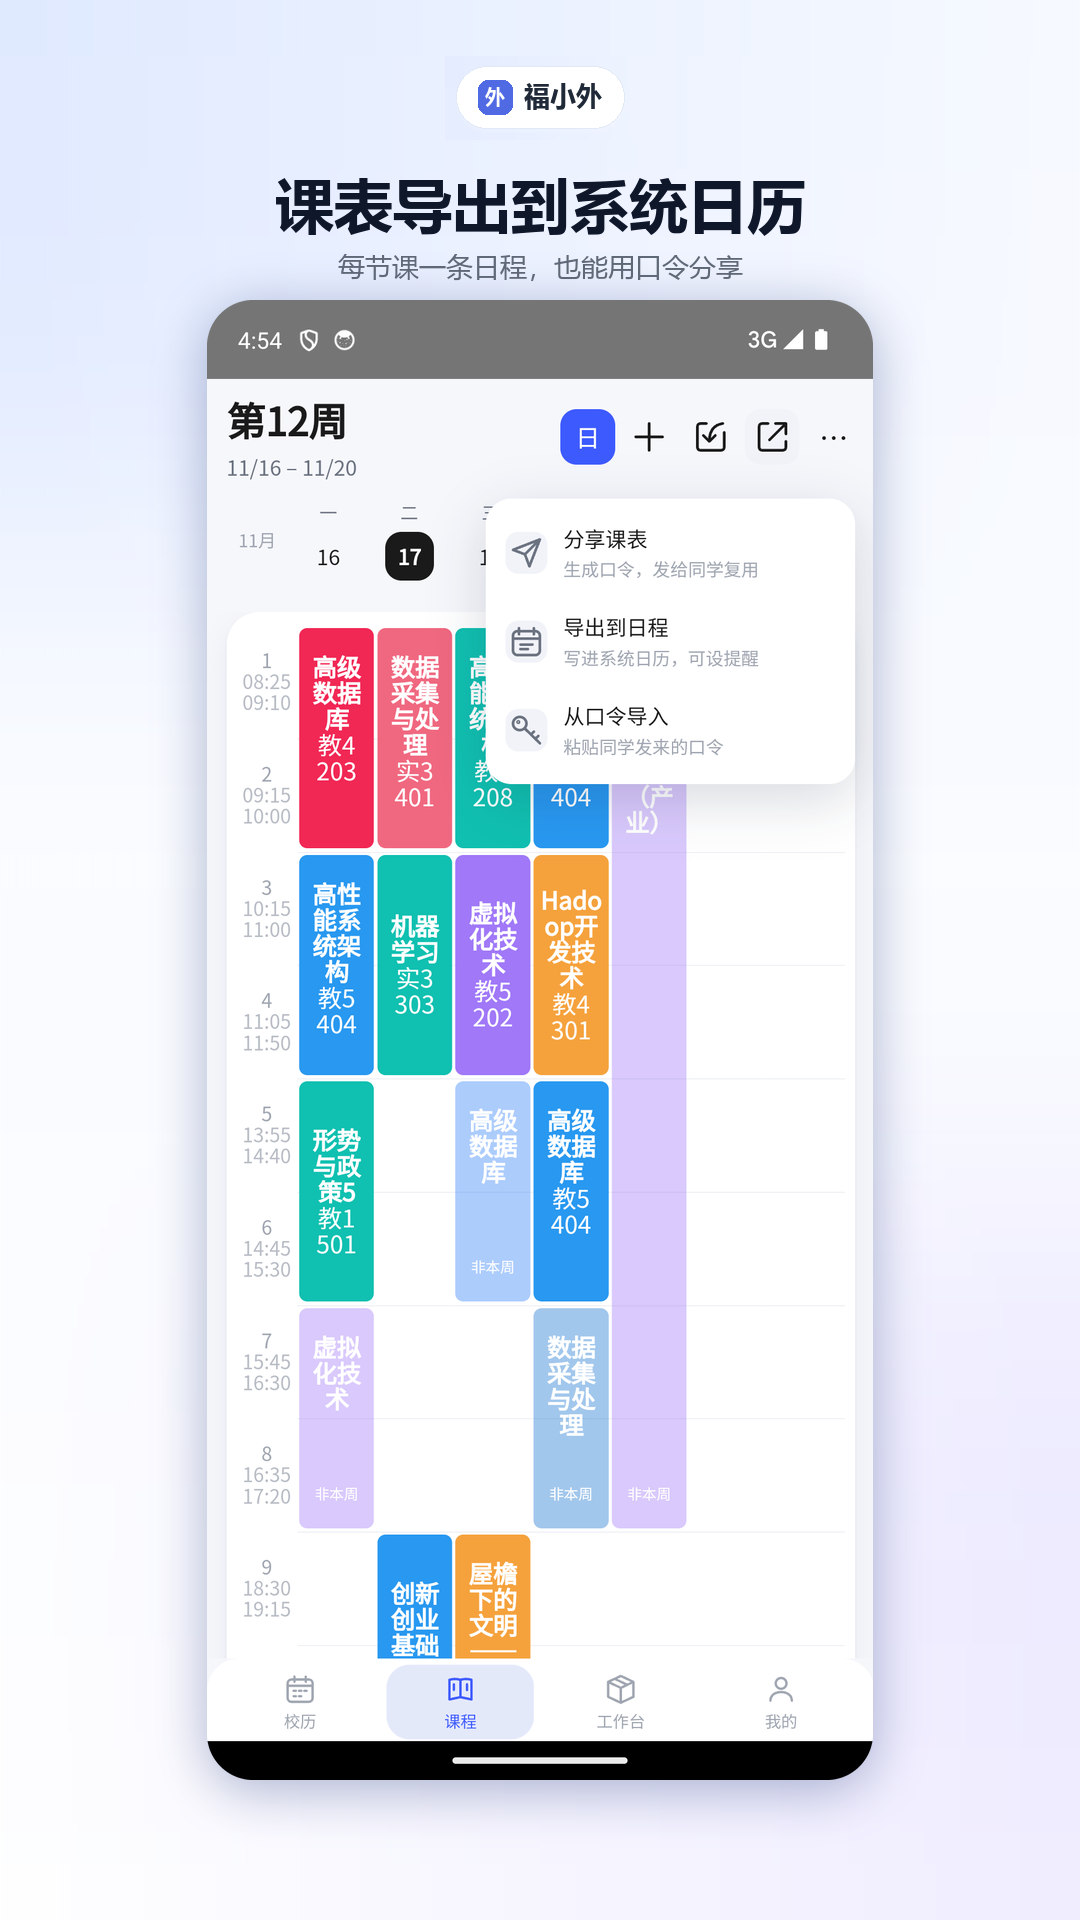 外 福小外
课表导出到系统日历
每节课一条日程，也能用口令分享
4:54
3G
第12周
11/16 – 11/20
日
11月
一
二
16
17
分享课表
生成口令，发给同学复用
导出到日程
写进系统日历，可设提醒
从口令导入
粘贴同学发来的口令
1
08:25
09:10
2
09:15
10:00
3
10:15
11:00
4
11:05
11:50
5
13:55
14:40
6
14:45
15:30
7
15:45
16:30
8
16:35
17:20
9
18:30
19:15
高级
数据
库
教4
203
高性
能系
统架
构
教5
404
形势
与政
策5
教1
501
虚拟
化技
术
非本周
数据
采集
与处
理
实3
401
机器
学习
实3
303
创新
创业
基础
208
虚拟
化技
术
教5
202
高级
数据
库
非本周
屋檐
下的
文明
404
Hado
op开
发技
术
教4
301
高级
数据
库
教5
404
数据
采集
与处
理
非本周
（产
业）
非本周
校历
课程
工作台
我的